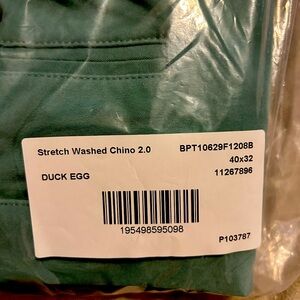 Stretch Washed Chino 2.0 BPT10629F1208B
40x32
DUCK EGG 11267896
195498595098
P103787